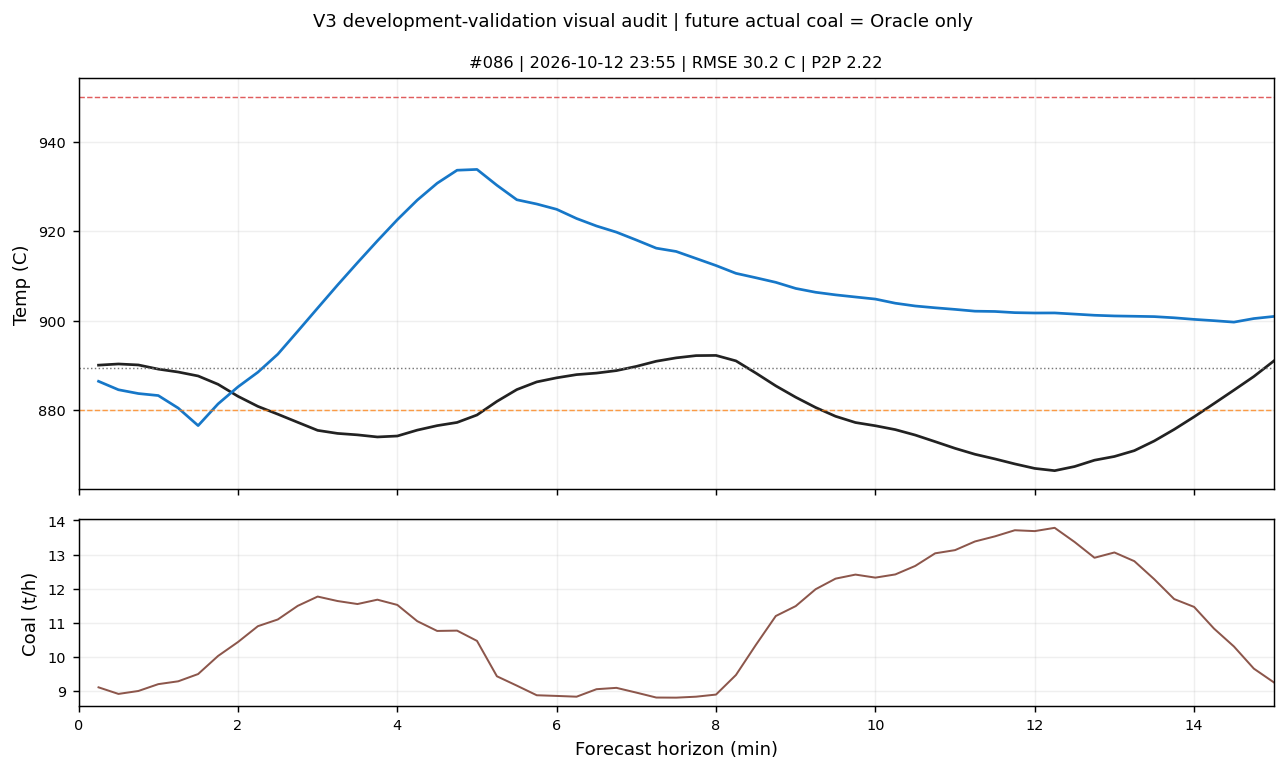 V3 development-validation visual audit | future actual coal = Oracle only
#086 | 2026-10-12 23:55 | RMSE 30.2 C | P2P 2.22
Temp (C)
940
920
900
880
Coal (t/h)
14
13
12
11
10
9
0 2 4 6 8 10 12 14
Forecast horizon (min)